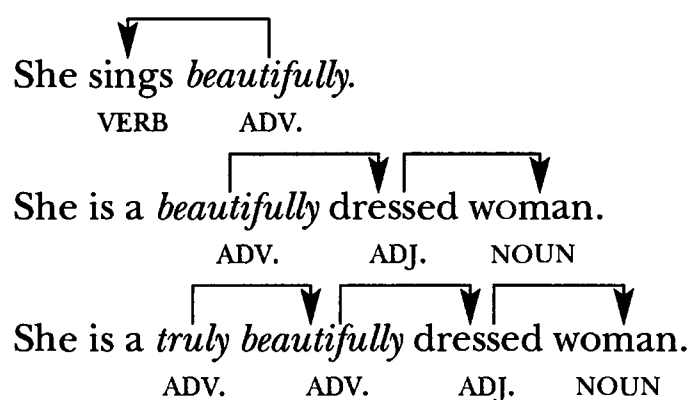 She sings beautifully.
VERB ADV.
She is a beautifully dressed woman.
ADV. ADJ. NOUN
She is a truly beautifully dressed woman.
ADV. ADV. ADJ. NOUN